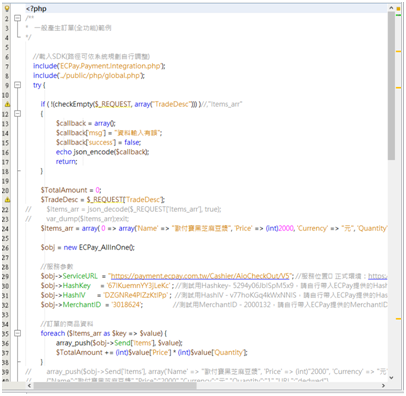 <?php
/**
*   一般產生訂單(全功能)範例
*/
//載入SDK(路徑可依系統規劃自行調整)
include('ECPay.Payment.Integration.php');
include('../public/php/global.php');
try {
if ( !(checkEmpty($_REQUEST, array("TradeDesc"))) )//,"items_arr"
{
$callback = array();
$callback['msg'] = "資料輸入有誤";
$callback['success'] = false;
echo json_encode($callback);
return;
}
$TotalAmount = 0;
$TradeDesc = $_REQUEST['TradeDesc'];
//      $items_arr = json_decode($_REQUEST['items_arr'], true);
//      var_dump($items_arr);exit;
$items_arr = array( 0 => array('Name' => "歐付寶黑芝麻豆漿", 'Price' => (int)2000, 'Currency' => "元", 'Quantity'
$obj = new ECPay_AllInOne();
//服務參數
$obj->ServiceURL  = "https://payment.ecpay.com.tw/Cashier/AioCheckOut/V5"; //服務位置 正式環境：https:
$obj->HashKey
//測試用Hashkey
請自行帶入ECPay提供的Hash
$obj->HashIV
//測試用HashIV
請自行帶入ECPay提供的Hash
$obj->MerchantID  = '3018624';        //測試用MerchantID - 2000132 - 請自行帶入ECPay提供的MerchantID
//訂單的商品資料
foreach ($items_arr as $key => $value) {
array_push($obj->Send['Items'], $value);
$TotalAmount += (int)$value['Price'] * (int)$value['Quantity'];
}
//      array_push($obj->Send['Items'], array('Name' => "歐付寶黑芝麻豆漿", 'Price' => (int)"2000", 'Currency' => "元"